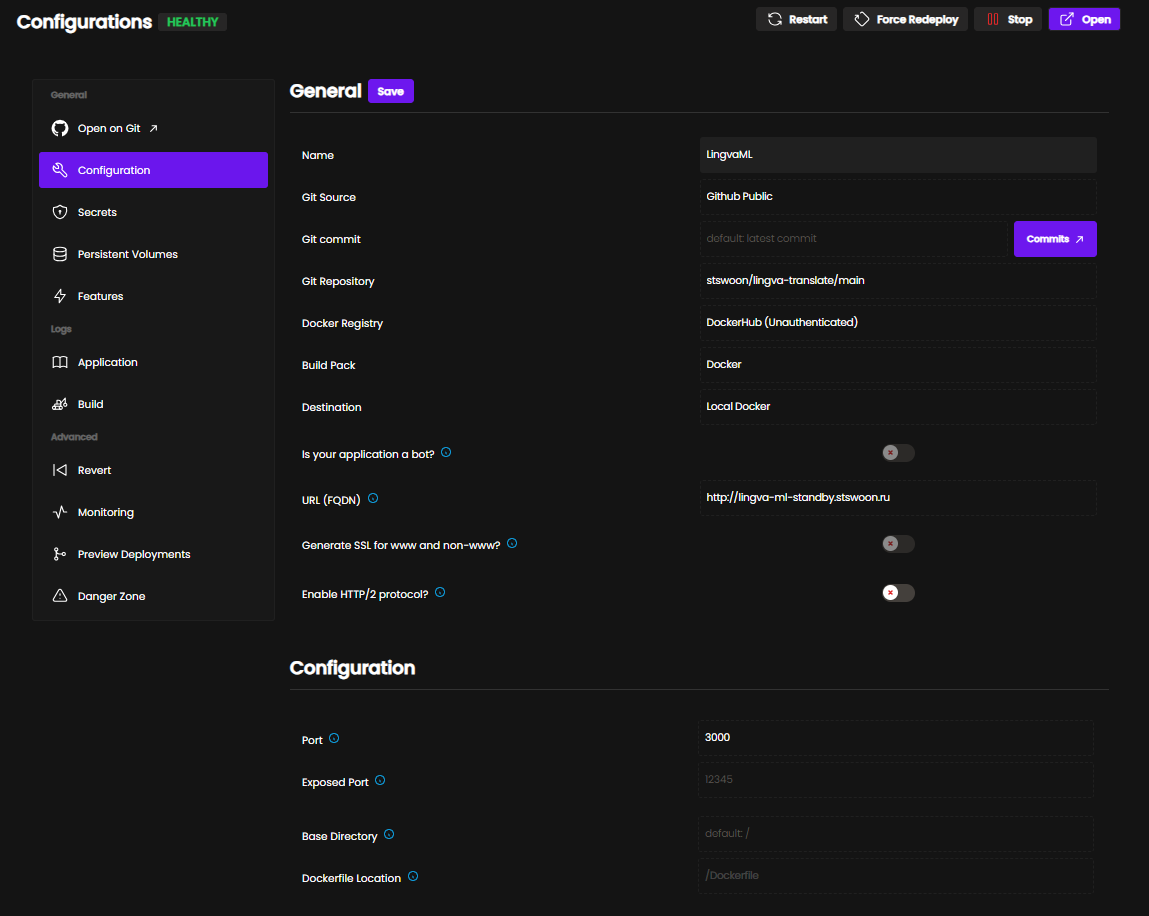 Configurations HEALTHY
Restart Force Redeploy Stop Open
General
Open on Git
Configuration
Secrets
Persistent Volumes
Features
Logs
Application
Build
Advanced
Revert
Monitoring
Preview Deployments
Danger Zone
General Save
Name LingvaML
Git Source Github Public
Git commit default: latest commit Commits
Git Repository stswoon/lingva-translate/main
Docker Registry DockerHub (Unauthenticated)
Build Pack Docker
Destination Local Docker
Is your application a bot?
URL (FQDN) http://lingva-ml-standby.stswoon.ru
Generate SSL for www and non-www?
Enable HTTP/2 protocol?
Configuration
Port 3000
Exposed Port 12345
Base Directory default: /
Dockerfile Location /Dockerfile